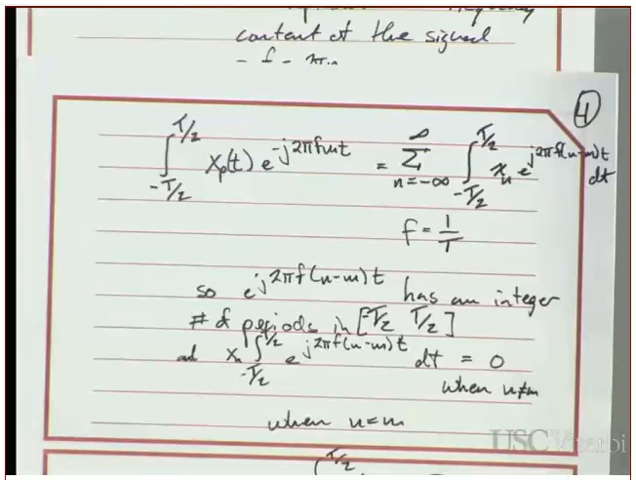 content of the signal
4
∫_{-T/2}^{T/2} x_p(t) e^{-j2πfmt} = Σ_{n=-∞}^{∞} ∫_{-T/2}^{T/2} x_n e^{j2πf(n-m)t} dt
f = 1/T
so e^{j2πf(n-m)t} has an integer
# of periods in [-T/2 T/2]
and x_n ∫_{-T/2}^{T/2} e^{j2πf(n-m)t} dt = 0
when n≠m
when n=m
USC Viterbi